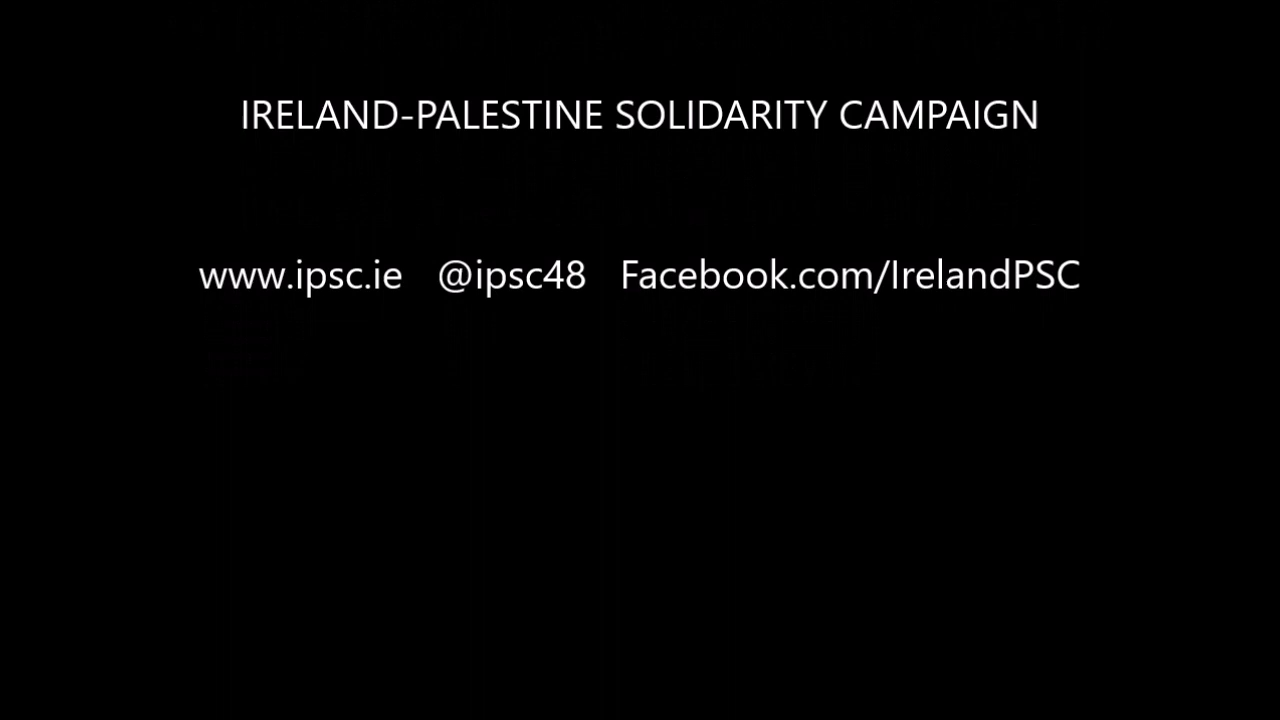 IRELAND-PALESTINE SOLIDARITY CAMPAIGN
www.ipsc.ie @ipsc48 Facebook.com/IrelandPSC